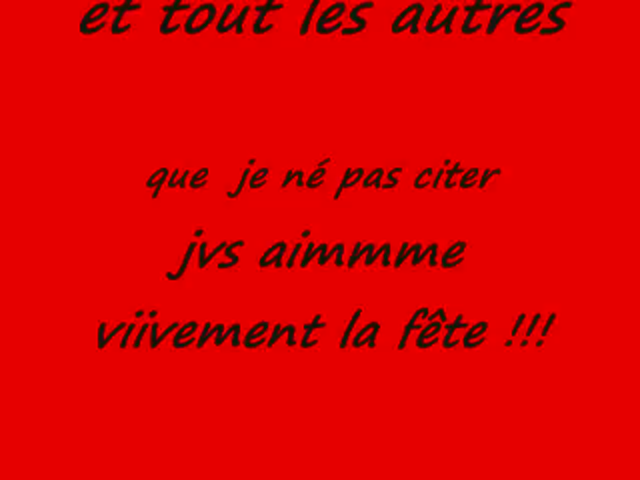 et tout les autres
que je né pas citer
jvs aimmme
viivement la fête !!!